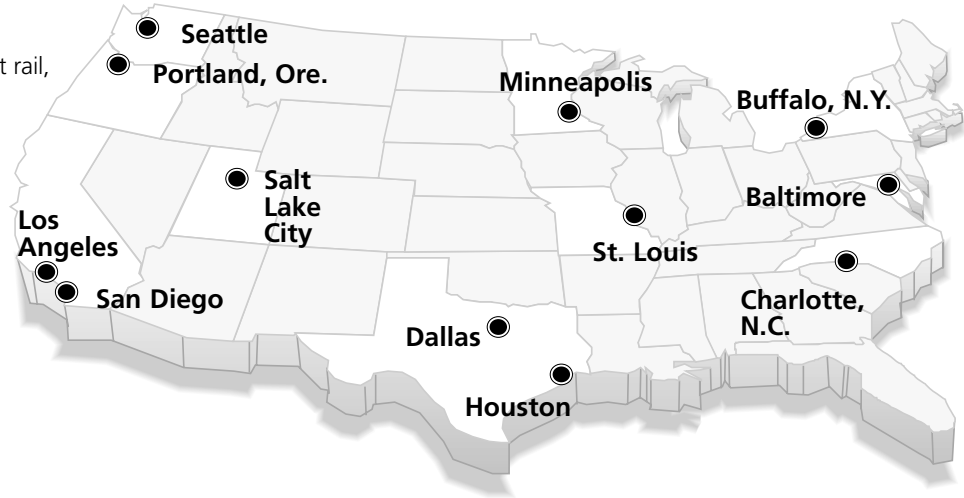 Seattle
t rail,
Portland, Ore.
Minneapolis
Buffalo, N.Y.
Salt
Lake
City
Baltimore
Los
Angeles
St. Louis
San Diego
Charlotte,
N.C.
Dallas
Houston